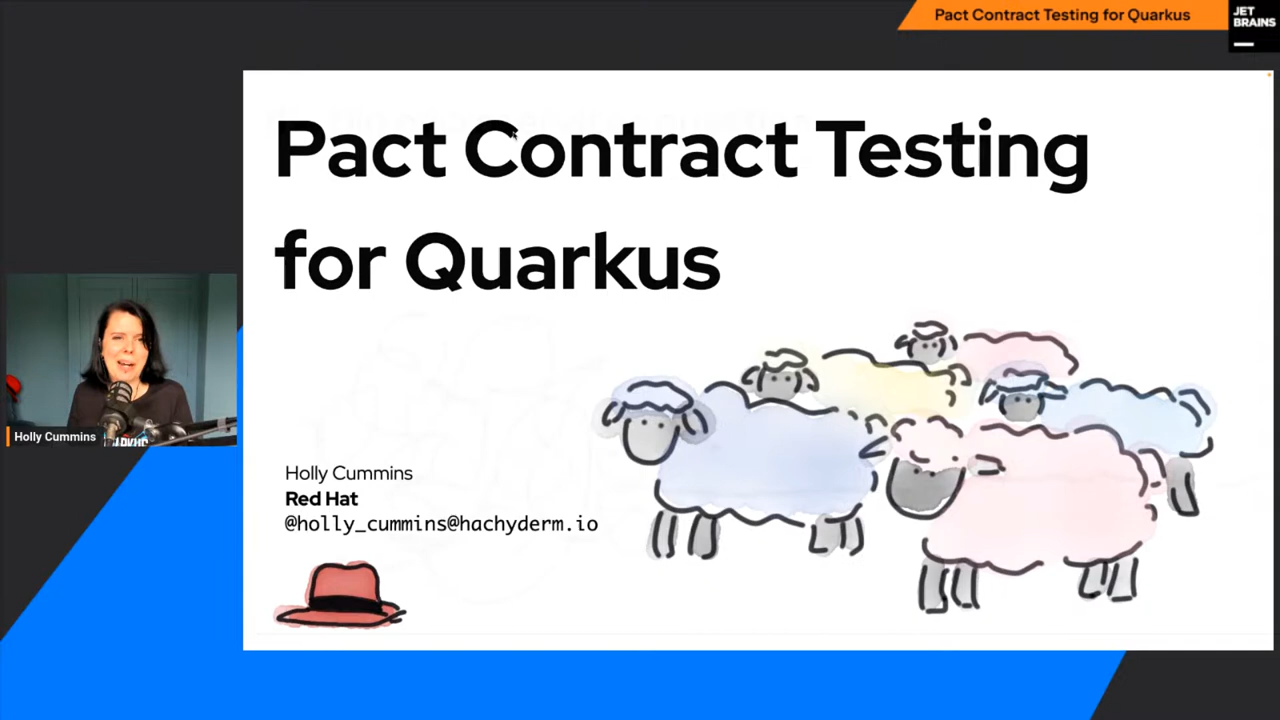 Pact Contract Testing for Quarkus
JET
BRAINS
Pact Contract Testing
for Quarkus
Holly Cummins
Holly Cummins
Red Hat
@holly_cummins@hachyderm.io